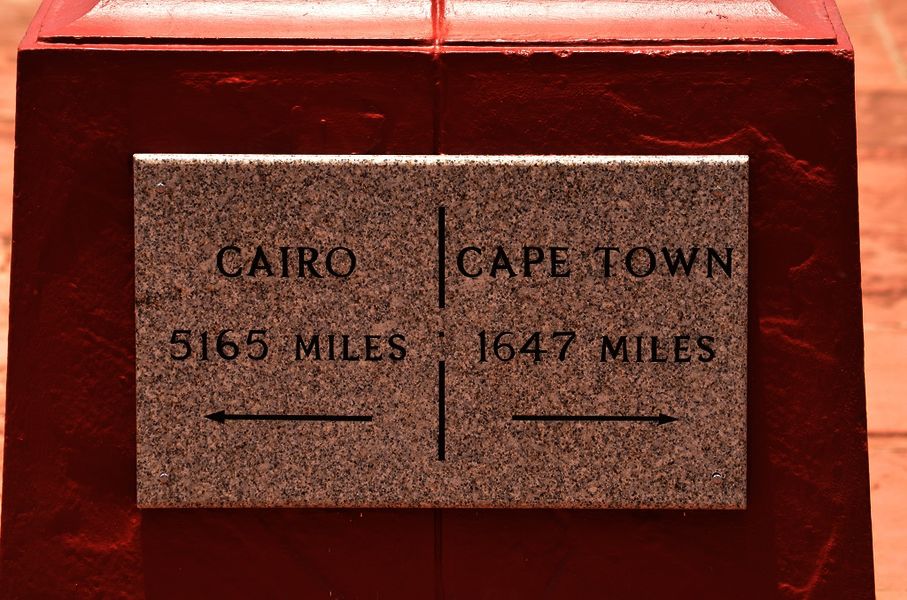 CAIRO
5165 MILES
CAPE TOWN
1647 MILES